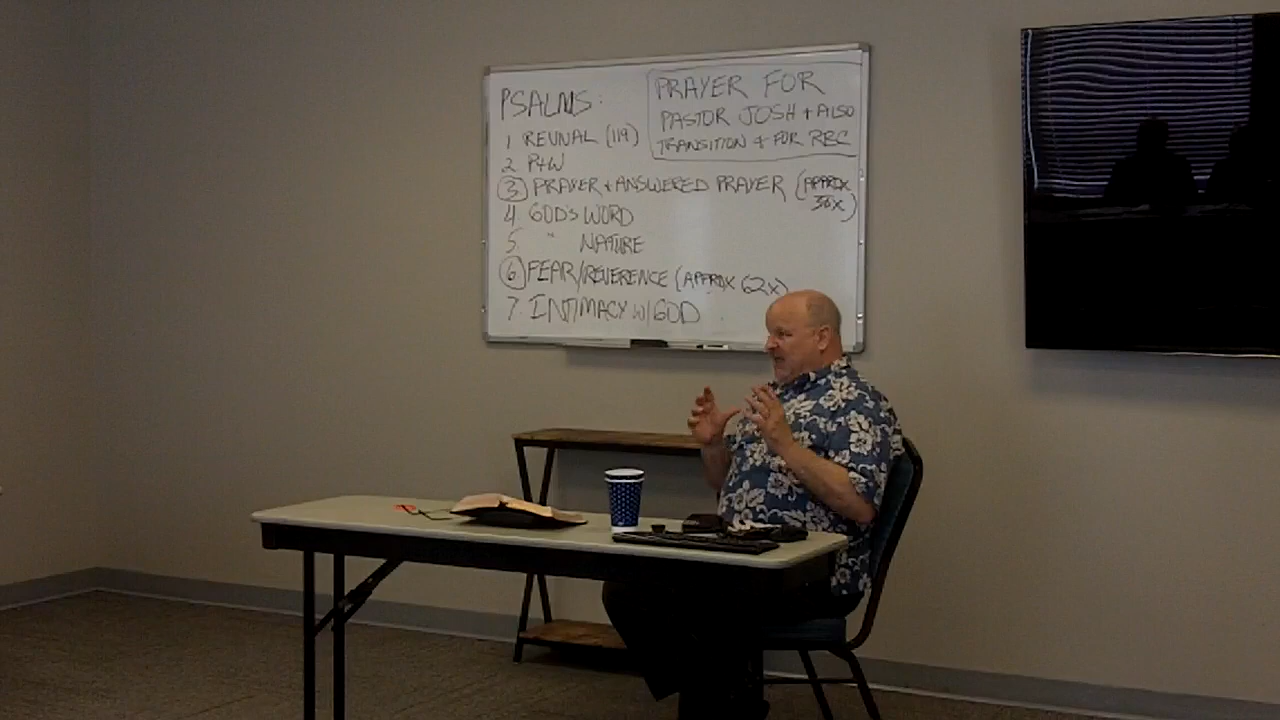 PSALMS:
1 REVIVAL (119)
2 P+W
3 PRAYER + ANSWERED PRAYER (APPROX
36X)
4. GOD'S WORD
5. " NATURE
6 FEAR/REVERENCE (APPROX 62X)
7. INTIMACY W/GOD
PRAYER FOR
PASTOR JOSH + ALSO
TRANSITION & FOR RBC